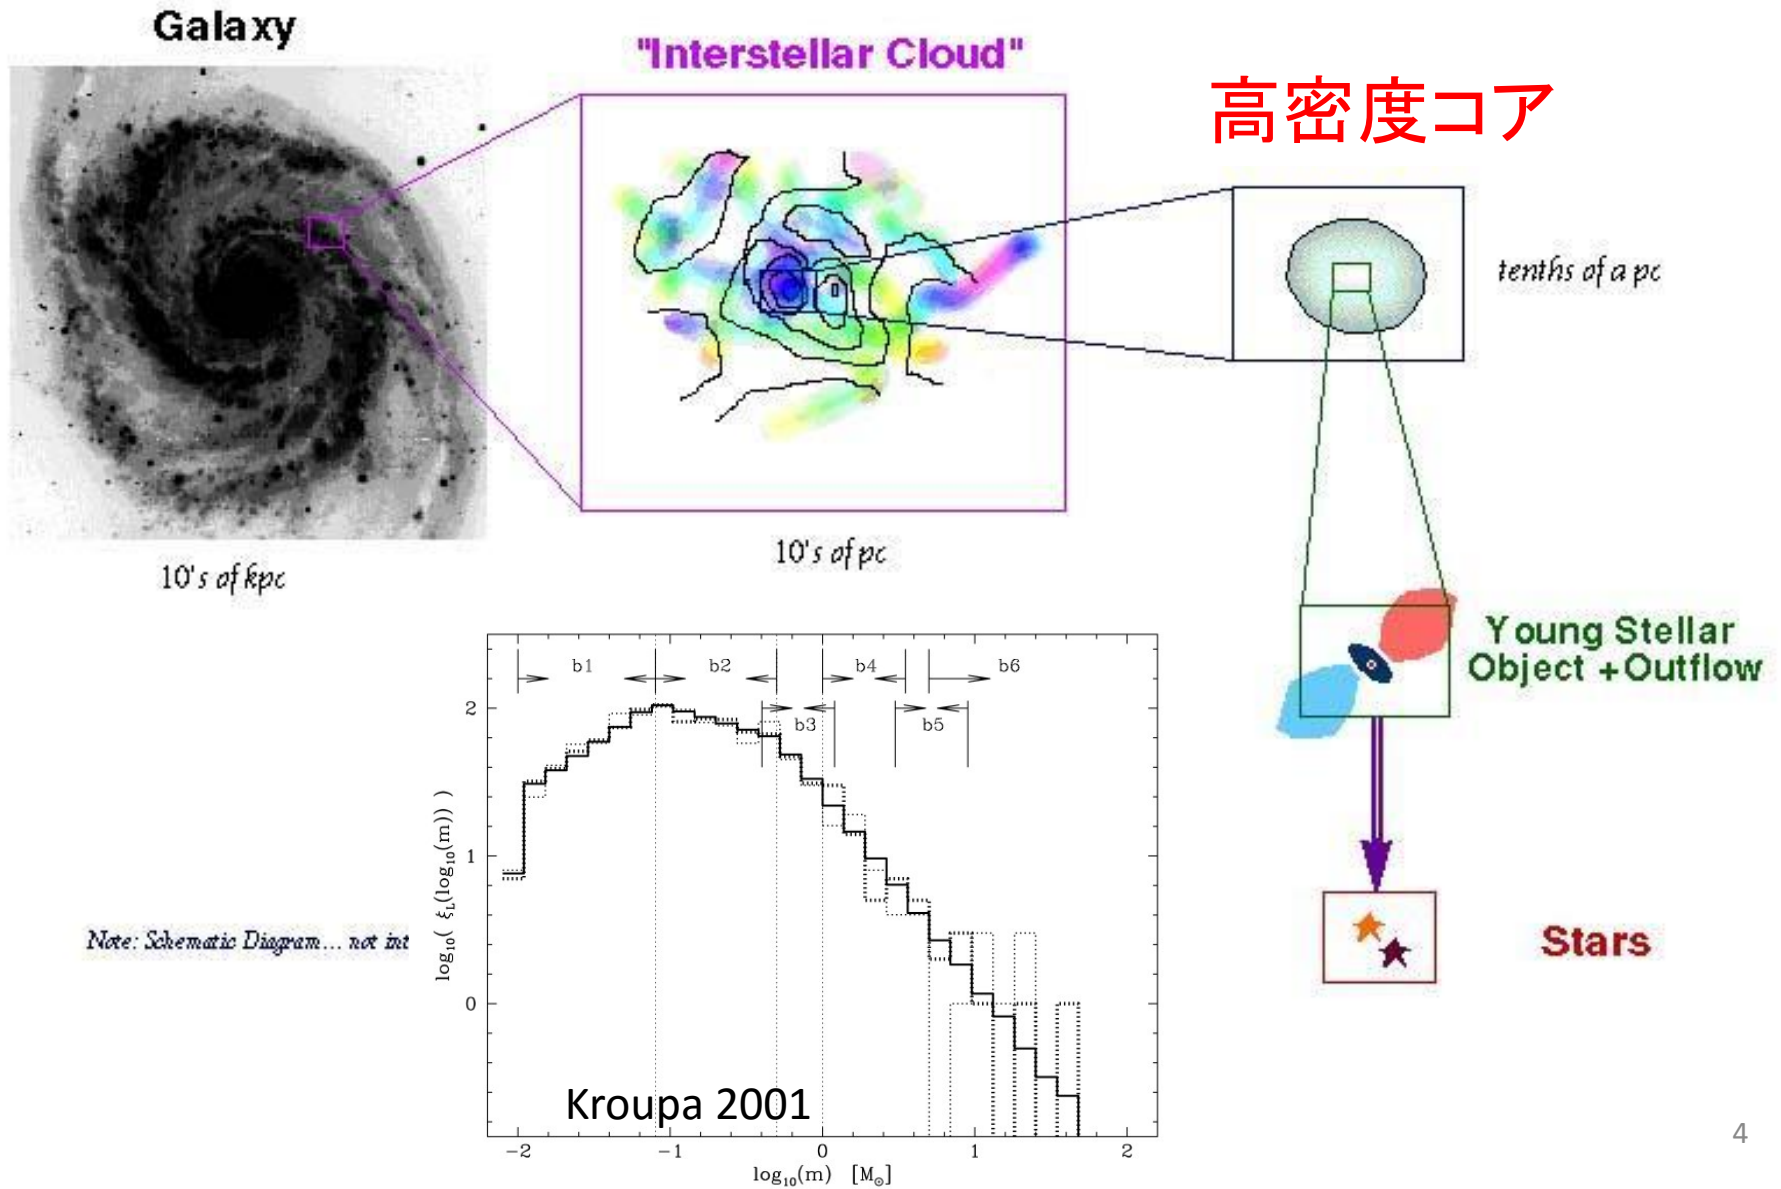 Galaxy
"Interstellar Cloud"
高密度コア
tenths of a pc
10's of kpc
10's of pc
Young Stellar
Object +Outflow
b1
b2
b4
b6
b3
b5
2
1
0
log₁₀( ξL(log₁₀(m)) )
Note: Schematic Diagram... not int
Stars
Kroupa 2001
−2
−1
0
1
2
log₁₀(m) [M☉]
4